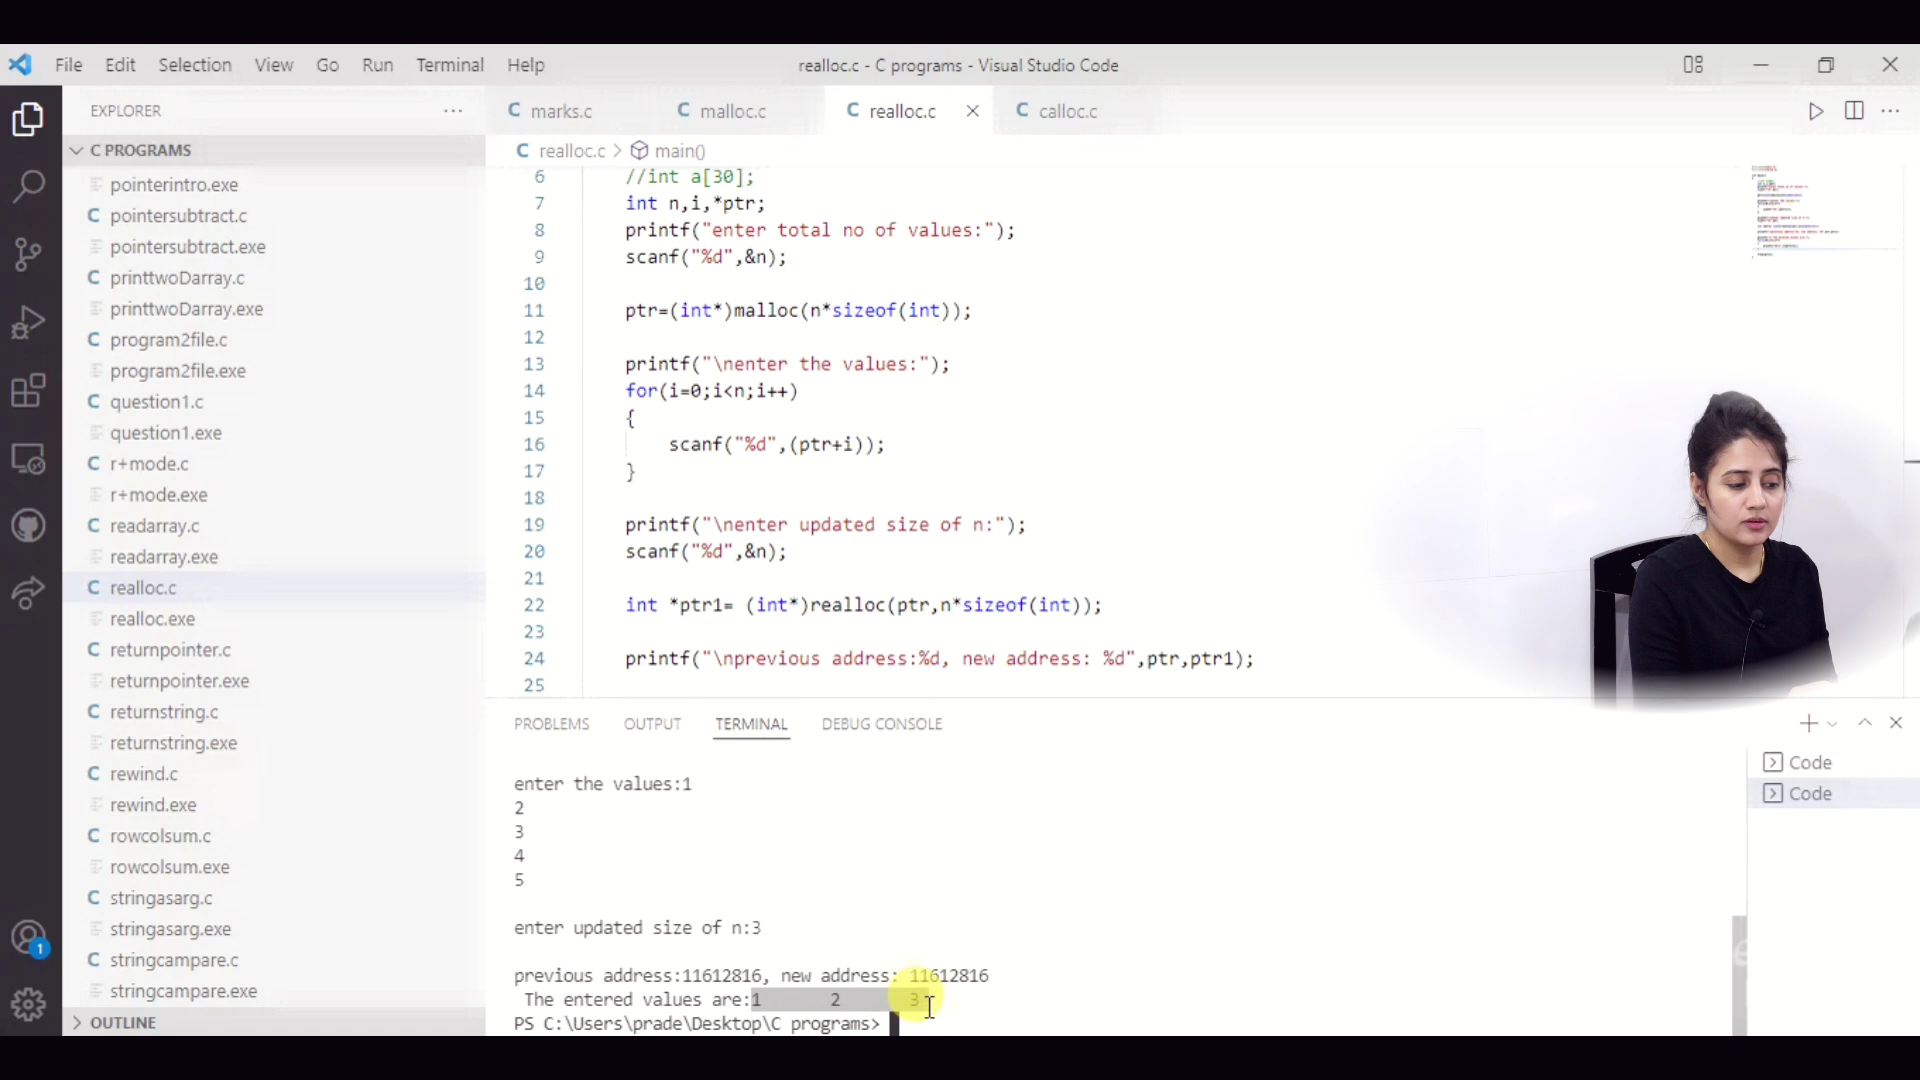 File Edit Selection View Go Run Terminal Help
realloc.c - C programs - Visual Studio Code
EXPLORER
C PROGRAMS
pointerintro.exe
C pointersubtract.c
pointersubtract.exe
C printtwoDarray.c
printtwoDarray.exe
C program2file.c
program2file.exe
C question1.c
question1.exe
C r+mode.c
r+mode.exe
C readarray.c
readarray.exe
C realloc.c
realloc.exe
C returnpointer.c
returnpointer.exe
C returnstring.c
returnstring.exe
C rewind.c
rewind.exe
C rowcolsum.c
rowcolsum.exe
C stringasarg.c
stringasarg.exe
C stringcampare.c
stringcampare.exe
OUTLINE
1
C marks.c C malloc.c C realloc.c C calloc.c
C realloc.c > main()
6 //int a[30];
7 int n,i,*ptr;
8 printf("enter total no of values:");
9 scanf("%d",&n);
10
11 ptr=(int*)malloc(n*sizeof(int));
12
13 printf("\nenter the values:");
14 for(i=0;i<n;i++)
15 {
16 scanf("%d",(ptr+i));
17 }
18
19 printf("\nenter updated size of n:");
20 scanf("%d",&n);
21
22 int *ptr1= (int*)realloc(ptr,n*sizeof(int));
23
24 printf("\nprevious address:%d, new address: %d",ptr,ptr1);
25
PROBLEMS OUTPUT TERMINAL DEBUG CONSOLE
enter the values:1
2
3
4
5
enter updated size of n:3
previous address:11612816, new address: 11612816
The entered values are:1 2 3
PS C:\Users\prade\Desktop\C programs>
Code
Code